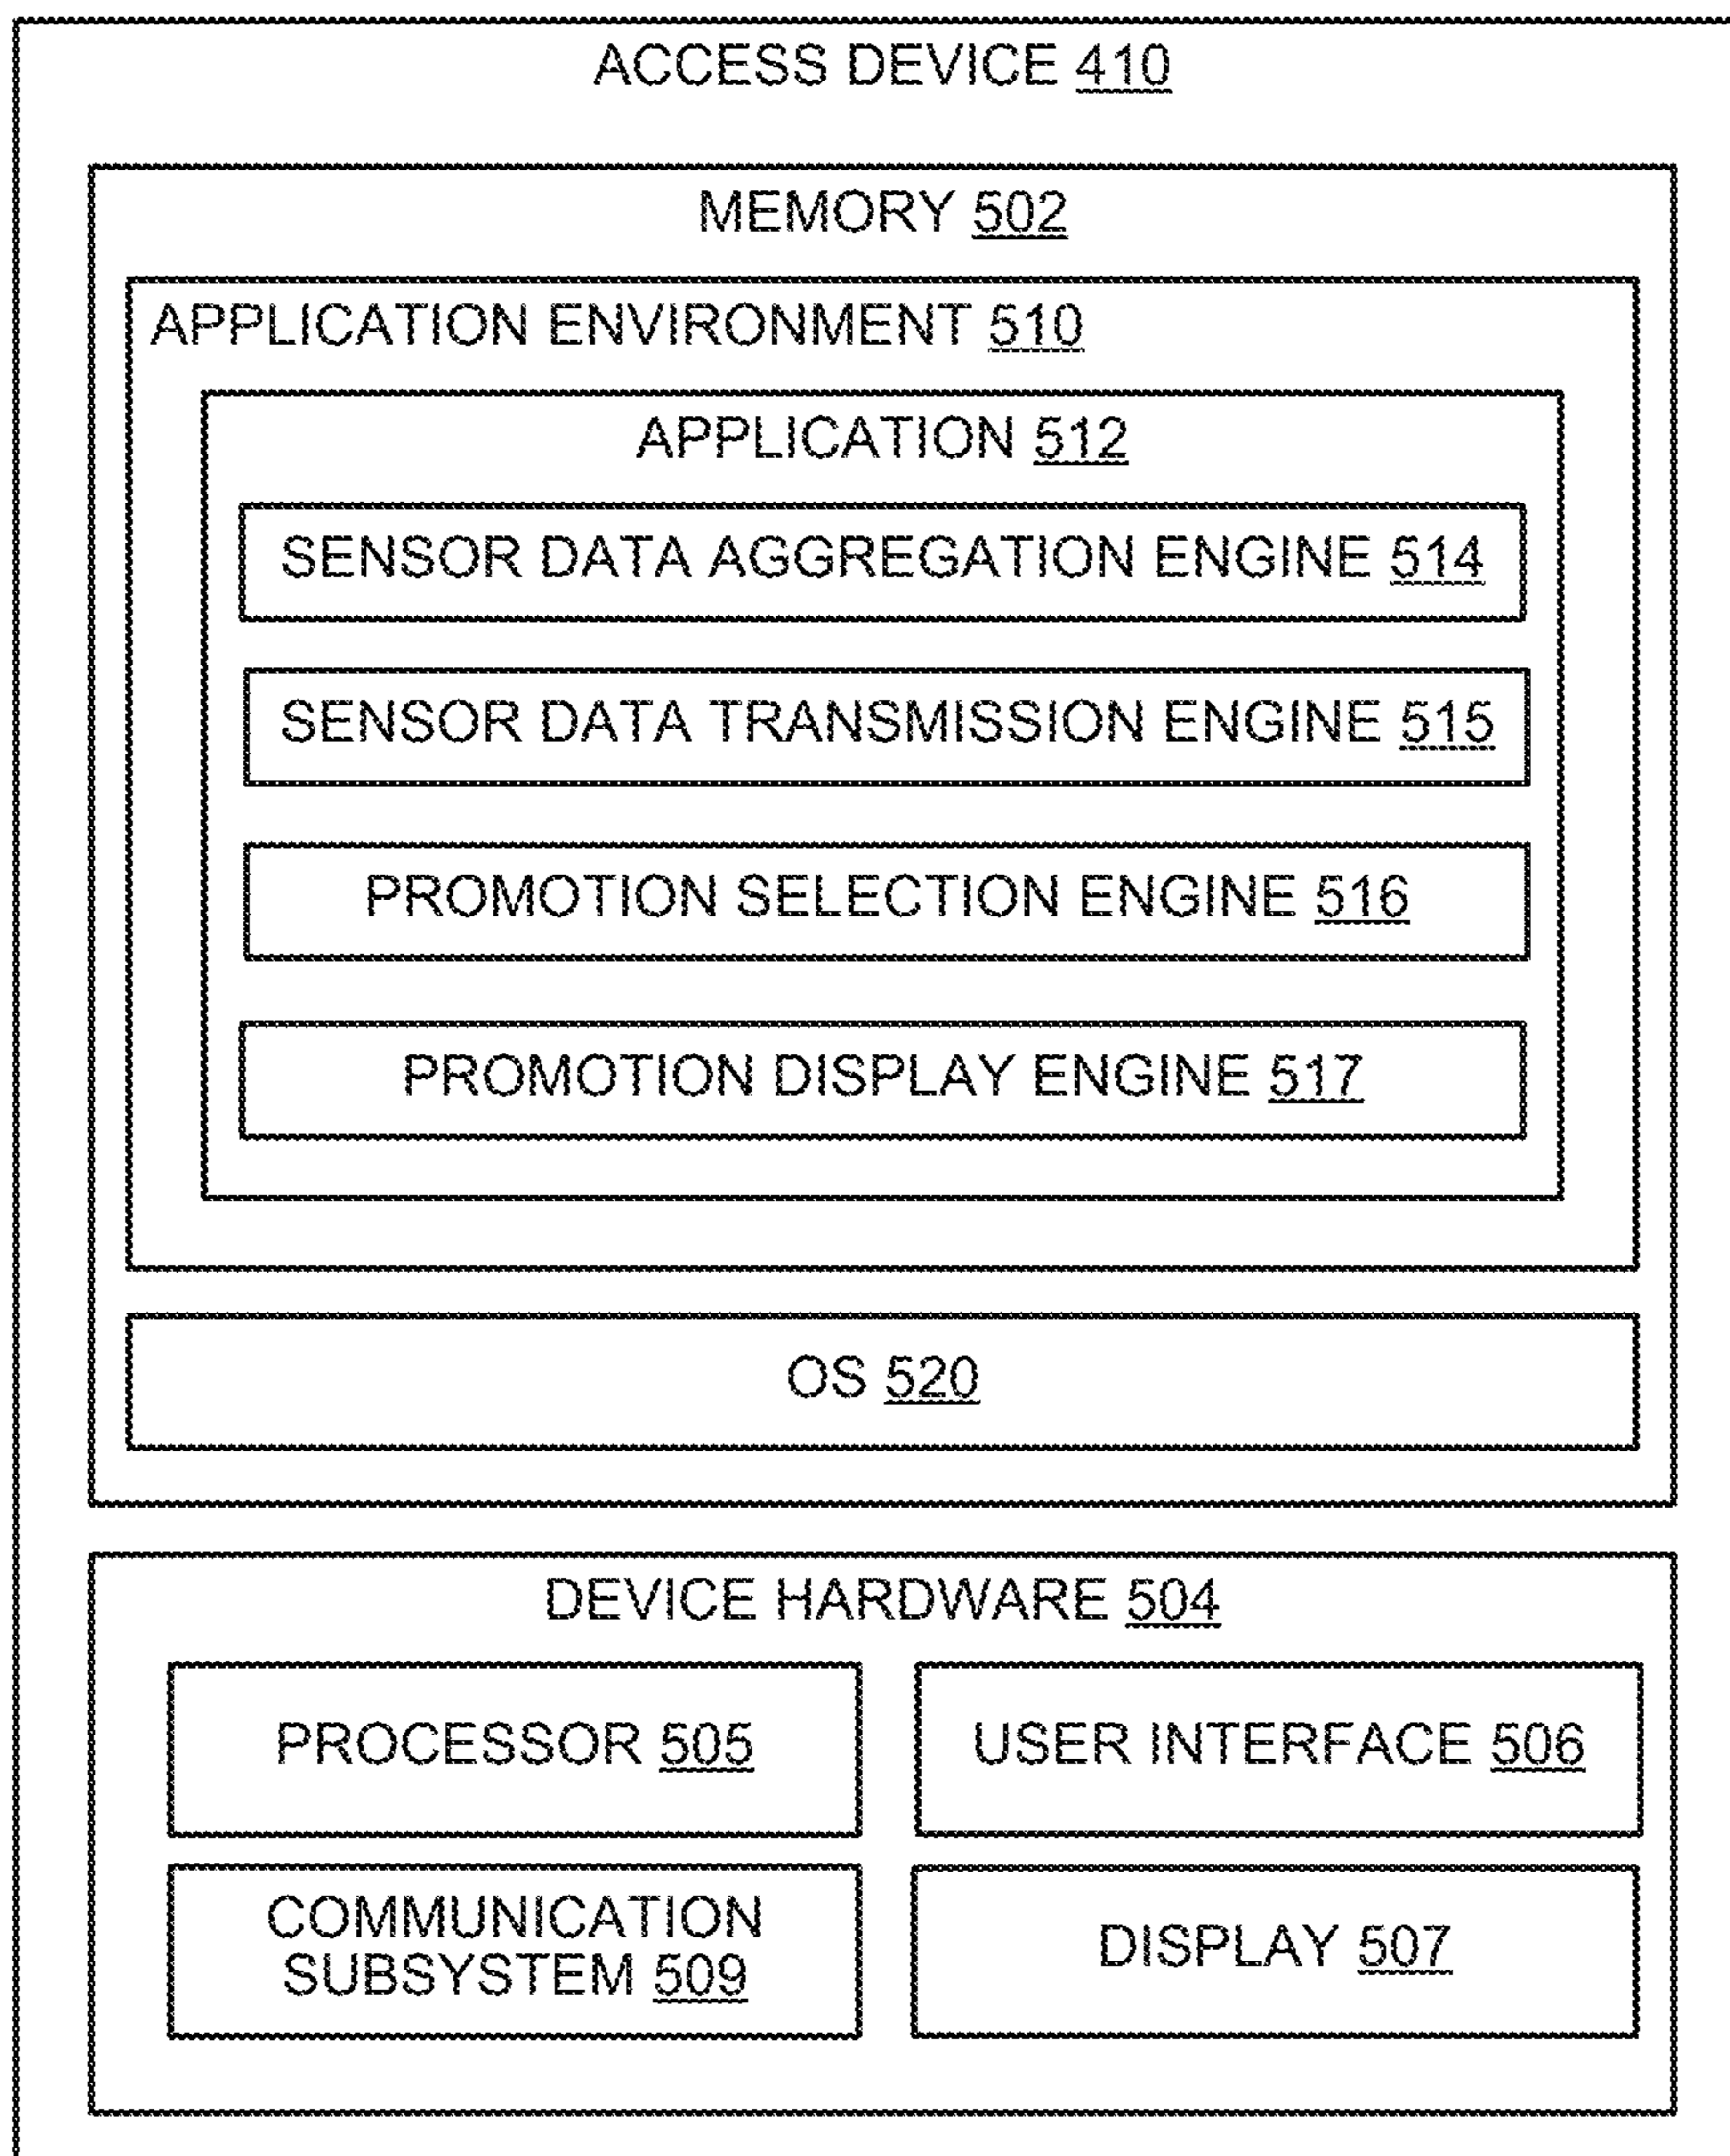 ACCESS DEVICE 410
MEMORY 502
APPLICATION ENVIRONMENT 510
APPLICATION 512
SENSOR DATA AGGREGATION ENGINE 514
SENSOR DATA TRANSMISSION ENGINE 515
PROMOTION SELECTION ENGINE 516
PROMOTION DISPLAY ENGINE 517
OS 520
DEVICE HARDWARE 504
PROCESSOR 505
USER INTERFACE 506
COMMUNICATION
SUBSYSTEM 509
DISPLAY 507